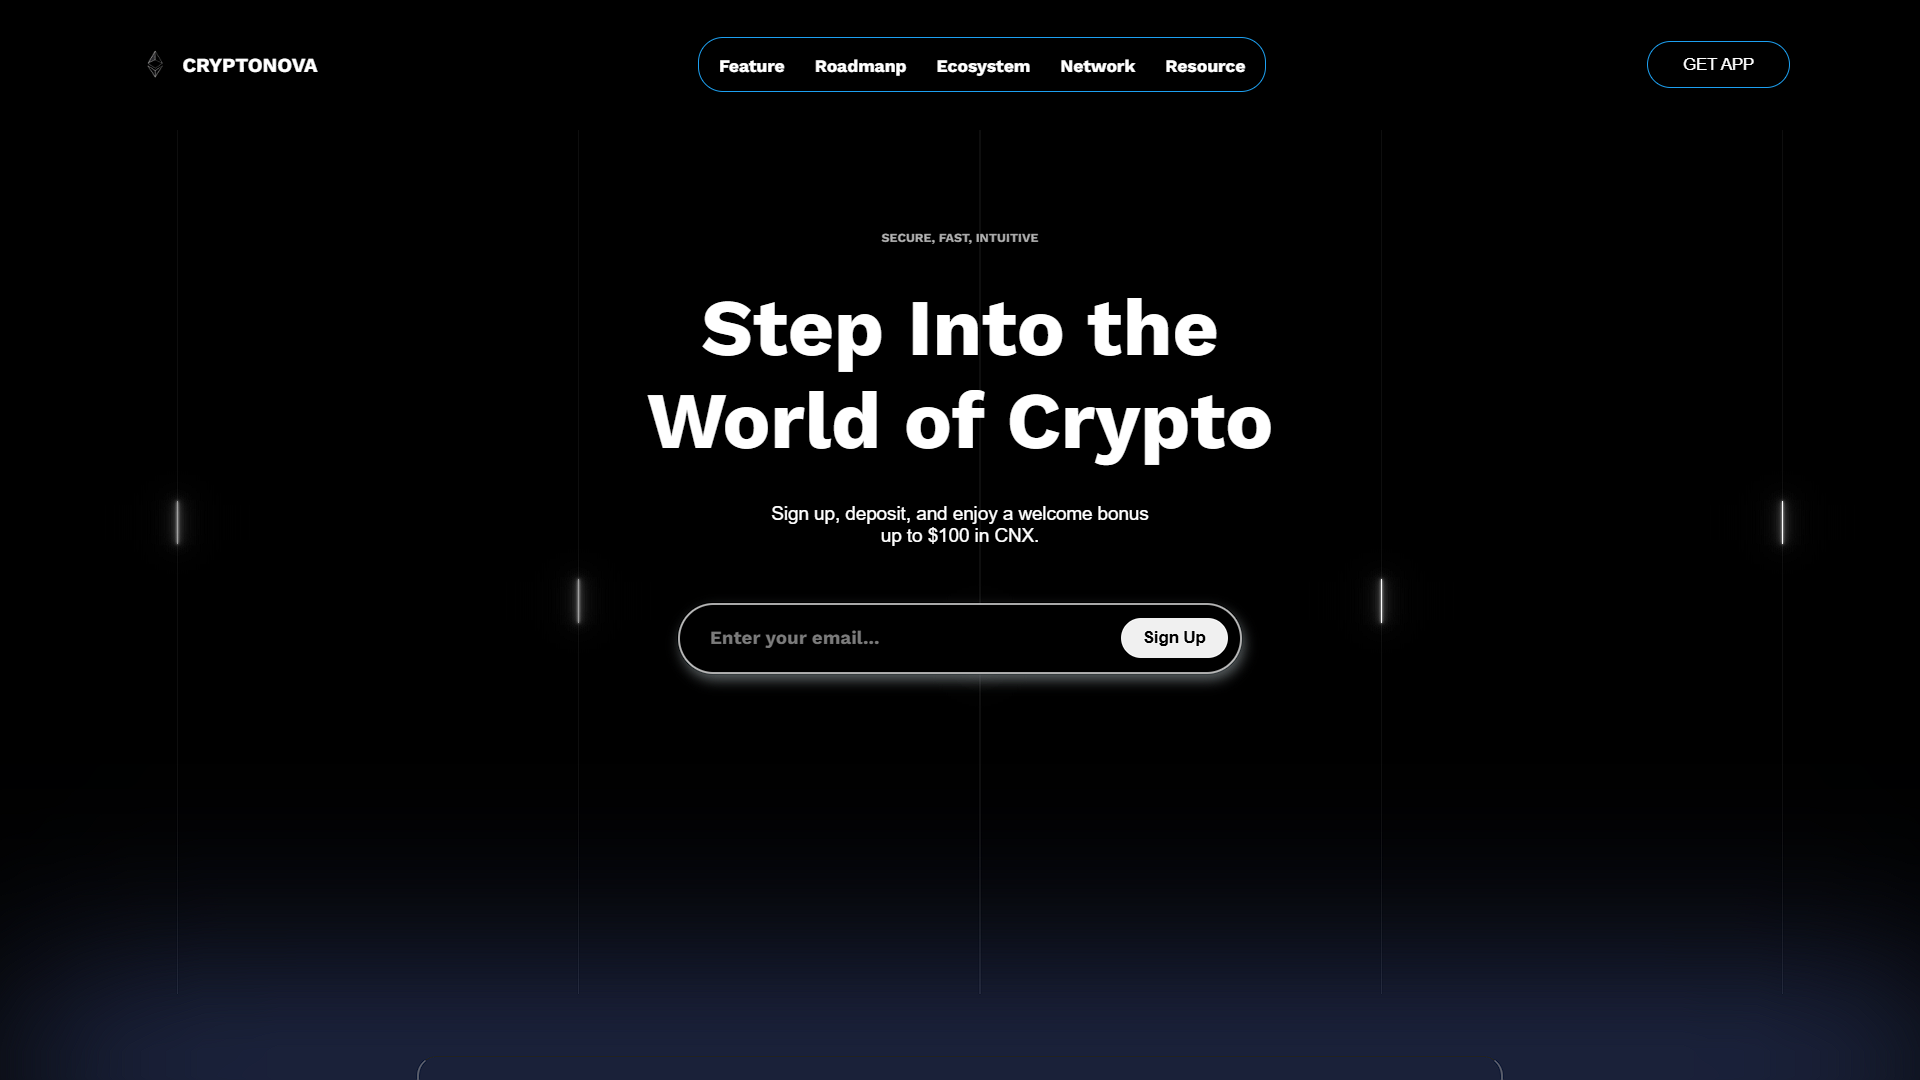 CRYPTONOVA
Feature Roadmanp Ecosystem Network Resource
GET APP
SECURE, FAST, INTUITIVE
Step Into the
World of Crypto
Sign up, deposit, and enjoy a welcome bonus
up to $100 in CNX.
Enter your email...
Sign Up